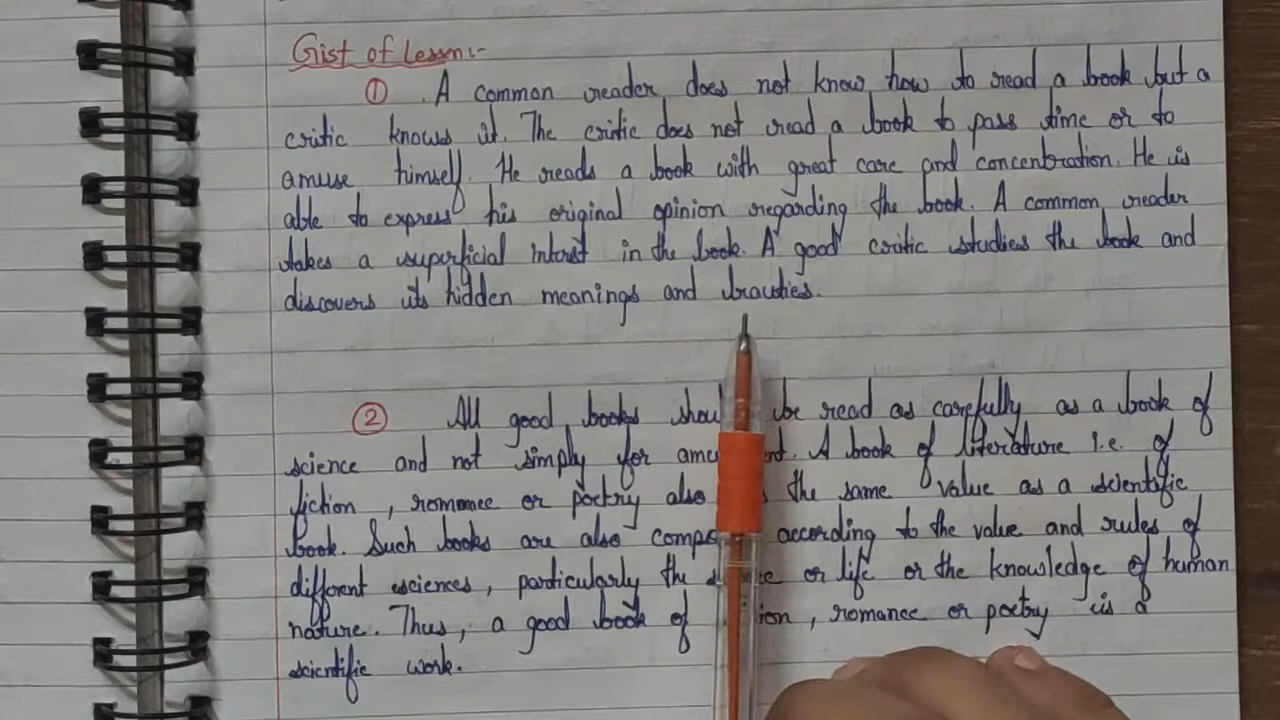 Gist of Lesson:-
① A common reader does not know how to read a book but a
critic knows it. The critic does not read a book to pass time or to
amuse himself. He reads a book with great care and concentration. He is
able to express his original opinion regarding the book. A common reader
takes a superficial interest in the book. A good critic studies the book and
discovers its hidden meanings and beauties.
② All good books shou be read as carefully as a book of
science and not simply for amu nt. A book of literature i.e. of
fiction, romance or poetry also the same value as a scientific
book. Such books are also compo according to the value and rules of
different sciences, particularly the or life or the knowledge of human
nature. Thus, a good book of ion, romance or poetry is a
scientific work.